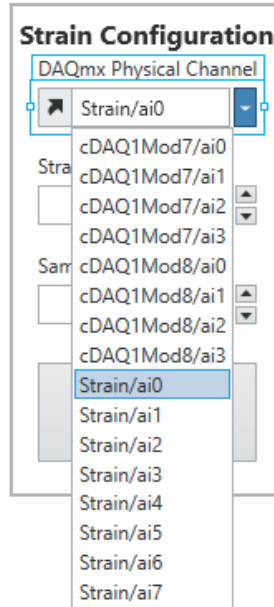 Strain Configuration
DAQmx Physical Channel
Strain/ai0
cDAQ1Mod7/ai0
cDAQ1Mod7/ai1
Stra
cDAQ1Mod7/ai2
cDAQ1Mod7/ai3
Sam
cDAQ1Mod8/ai0
cDAQ1Mod8/ai1
cDAQ1Mod8/ai2
cDAQ1Mod8/ai3
Strain/ai0
Strain/ai1
Strain/ai2
Strain/ai3
Strain/ai4
Strain/ai5
Strain/ai6
Strain/ai7